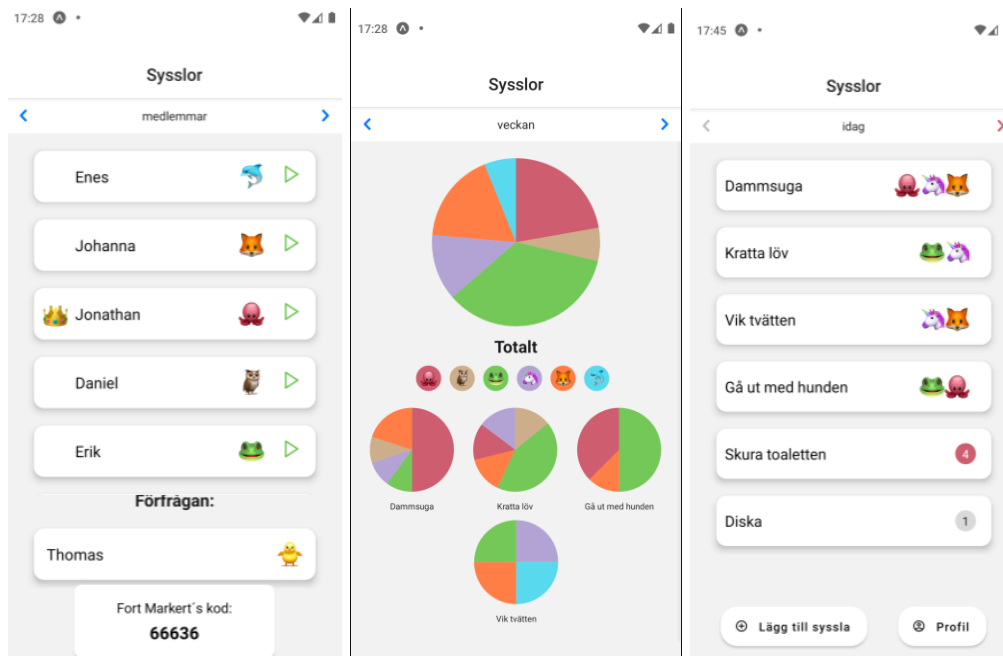 17:28
Sysslor
medlemmar
Enes
Johanna
Jonathan
Daniel
Erik
Förfrågan:
Thomas
Fort Markert´s kod:
66636
17:28
Sysslor
veckan
Totalt
Dammsuga
Kratta löv
Gå ut med hunden
Vik tvätten
17:45
Sysslor
idag
Dammsuga
Kratta löv
Vik tvätten
Gå ut med hunden
Skura toaletten
4
Diska
1
Lägg till syssla
Profil